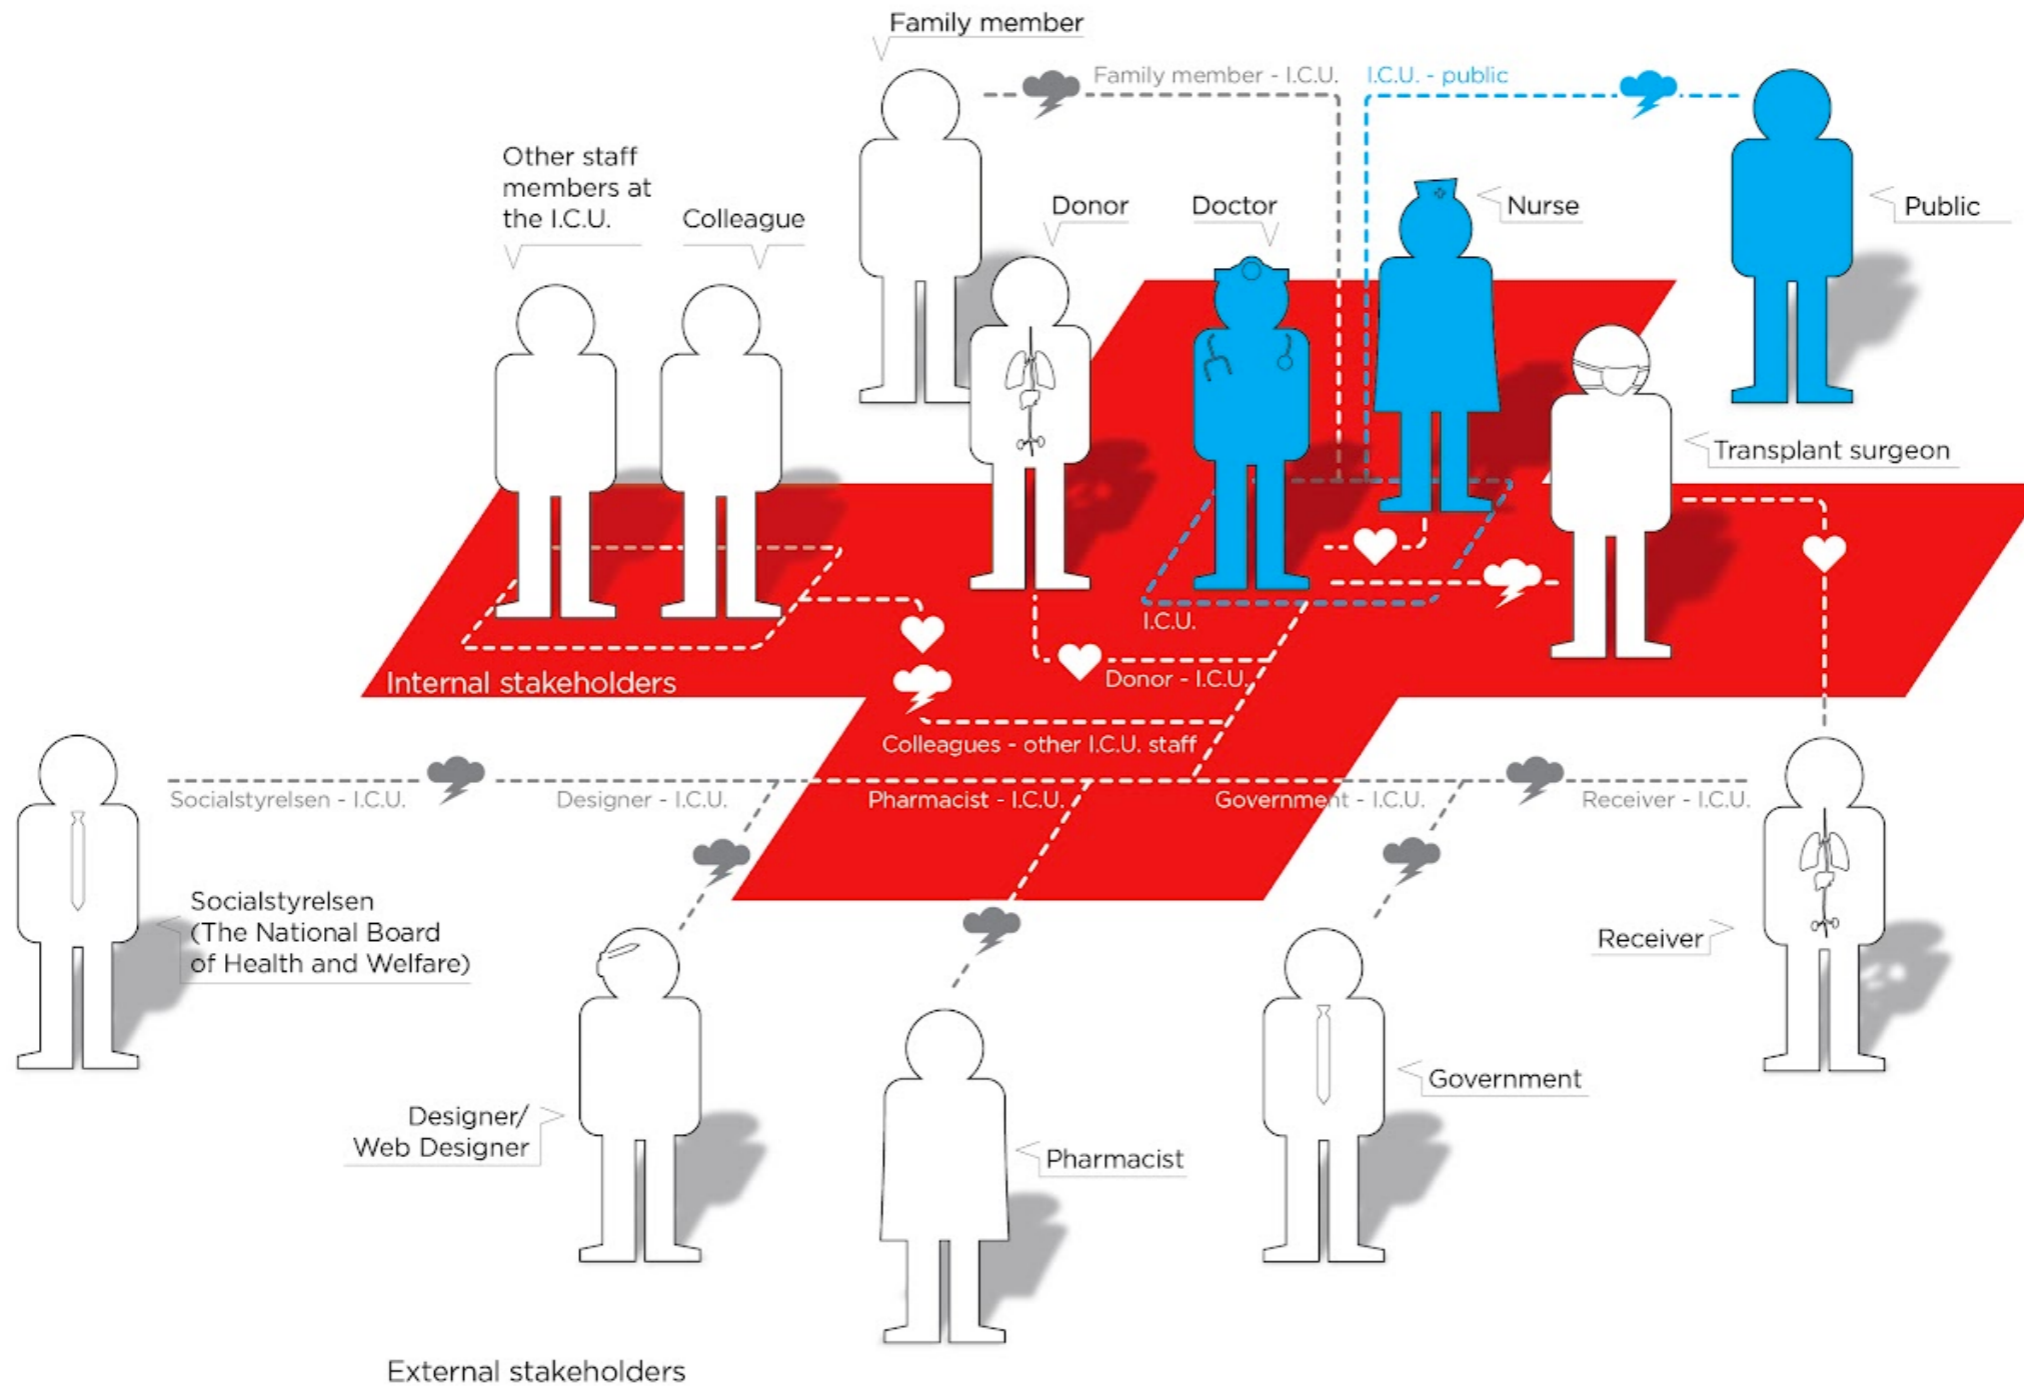 Family member
Family member - I.C.U.
I.C.U. - public
Other staff
members at
the I.C.U.
Colleague
Donor
Doctor
Nurse
Public
Transplant surgeon
I.C.U.
Internal stakeholders
Donor - I.C.U.
Colleagues - other I.C.U. staff
Socialstyrelsen - I.C.U.
Designer - I.C.U.
Pharmacist - I.C.U.
Government - I.C.U.
Receiver - I.C.U.
Socialstyrelsen
(The National Board
of Health and Welfare)
Receiver
Designer/
Web Designer
Pharmacist
Government
External stakeholders